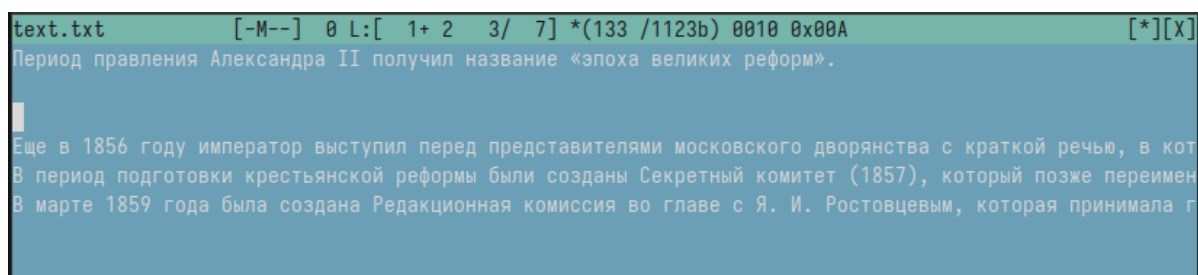 text.txt [-M--] 0 L:[ 1+ 2 3/ 7] *(133 /1123b) 0010 0x00A [*][X]
Период правления Александра II получил название «эпоха великих реформ».
Еще в 1856 году император выступил перед представителями московского дворянства с краткой речью, в кот
В период подготовки крестьянской реформы были созданы Секретный комитет (1857), который позже переимен
В марте 1859 года была создана Редакционная комиссия во главе с Я. И. Ростовцевым, которая принимала г